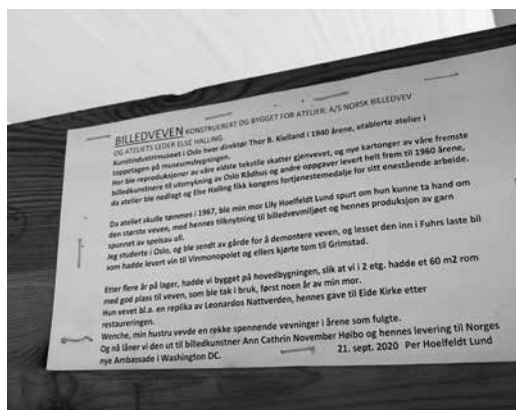 BILLEDVEVEN KONSTRUERT OG BYGGET FOR ATELIER: A/S NORSK BILLEDVEV
OG ATELIETS LEDER ELSE HALLING.
Kunstindustrimuseet i Oslo hvor direktør Thor B. Kielland i 1940 årene, etablerte atelier i
toppetagen på museumsbygningen.
Her ble reproduksjoner av våre eldste tekstile skatter gjenvevet, og nye kartonger av våre fremste
billedkunstnere til utsmykning av Oslo Rådhus og andre oppgaver levert helt frem til 1960 årene,
da atelier ble nedlagt og Else Halling fikk kongens fortjenestemedalje for sitt enestående arbeide.
Da ateliet skulle tømmes i 1967, ble min mor Lily Hoelfeldt Lund spurt om hun kunne ta hånd om
den største veven, med hennes tilknytning til billedvevmiljøet og hennes produksjon av garn
spunnet av spelsau ull.
Jeg studerte i Oslo, og ble sendt av gårde for å demontere veven, og lesset den inn i Fuhrs laste bil
som hadde levert vin til Vinmonopolet og ellers kjørte tom til Grimstad.
Etter flere år på lager, hadde vi bygget på hovedbygningen, slik at vi i 2 etg. hadde et 60 m2 rom
med god plass til veven, som ble tak i bruk, først noen år av min mor.
Hun vevet bl.a. en replika av Leonardos Nattverden, hennes gave til Eide Kirke etter
restaureringen.
Wenche, min hustru vevde en rekke spennende vevninger i årene som fulgte.
Og nå låner vi den ut til billedkunstner Ann Cathrin November Høibo og hennes levering til Norges
nye Ambassade i Washington DC.
21. sept. 2020 Per Hoelfeldt Lund